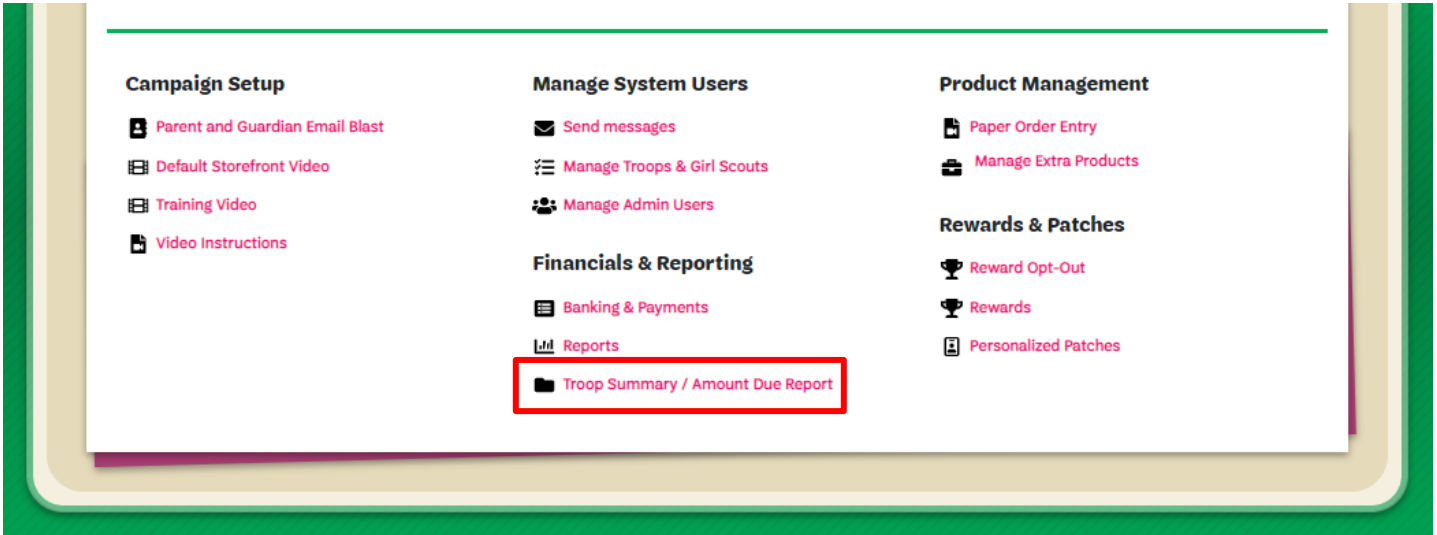 Campaign Setup
Parent and Guardian Email Blast
Default Storefront Video
Training Video
Video Instructions
Manage System Users
Send messages
Manage Troops & Girl Scouts
Manage Admin Users
Financials & Reporting
Banking & Payments
Reports
Troop Summary / Amount Due Report
Product Management
Paper Order Entry
Manage Extra Products
Rewards & Patches
Reward Opt-Out
Rewards
Personalized Patches